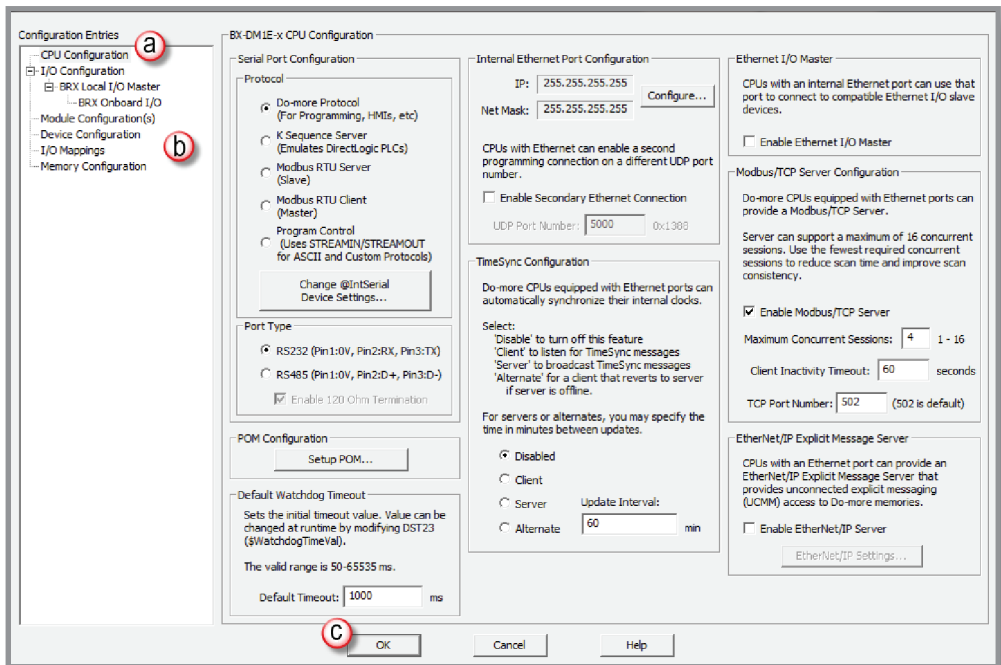 Configuration Entries
a
CPU Configuration
I/O Configuration
BRX Local I/O Master
BRX Onboard I/O
Module Configuration(s)
Device Configuration
b
I/O Mappings
Memory Configuration
BX-DM1E-x CPU Configuration
Serial Port Configuration
Protocol
Do-more Protocol
(For Programming, HMIs, etc)
K Sequence Server
(Emulates DirectLogic PLCs)
Modbus RTU Server
(Slave)
Modbus RTU Client
(Master)
Program Control
(Uses STREAMIN/STREAMOUT
for ASCII and Custom Protocols)
Change @IntSerial
Device Settings...
Port Type
RS232 (Pin1:0V, Pin2:RX, Pin3:TX)
RS485 (Pin1:0V, Pin2:D+, Pin3:D-)
Enable 120 Ohm Termination
POM Configuration
Setup POM...
Default Watchdog Timeout
Sets the initial timeout value. Value can be
changed at runtime by modifying DST23
($WatchdogTimeVal).
The valid range is 50-65535 ms.
Default Timeout: 1000 ms
Internal Ethernet Port Configuration
IP: 255.255.255.255
Net Mask: 255.255.255.255
Configure...
CPUs with Ethernet can enable a second
programming connection on a different UDP port
number.
Enable Secondary Ethernet Connection
UDP Port Number: 5000 0x1388
TimeSync Configuration
Do-more CPUs equipped with Ethernet ports can
automatically synchronize their internal clocks.
Select:
'Disable' to turn off this feature
'Client' to listen for TimeSync messages
'Server' to broadcast TimeSync messages
'Alternate' for a client that reverts to server
if server is offline.
For servers or alternates, you may specify the
time in minutes between updates.
Disabled
Client
Server Update Interval:
Alternate 60 min
Ethernet I/O Master
CPUs with an internal Ethernet port can use that
port to connect to compatible Ethernet I/O slave
devices.
Enable Ethernet I/O Master
Modbus/TCP Server Configuration
Do-more CPUs equipped with Ethernet ports can
provide a Modbus/TCP Server.
Server can support a maximum of 16 concurrent
sessions. Use the fewest required concurrent
sessions to reduce scan time and improve scan
consistency.
Enable Modbus/TCP Server
Maximum Concurrent Sessions: 4 1 - 16
Client Inactivity Timeout: 60 seconds
TCP Port Number: 502 (502 is default)
EtherNet/IP Explicit Message Server
CPUs with an Ethernet port can provide an
EtherNet/IP Explicit Message Server that
provides unconnected explicit messaging
(UCMM) access to Do-more memories.
Enable EtherNet/IP Server
EtherNet/IP Settings...
c
OK
Cancel
Help